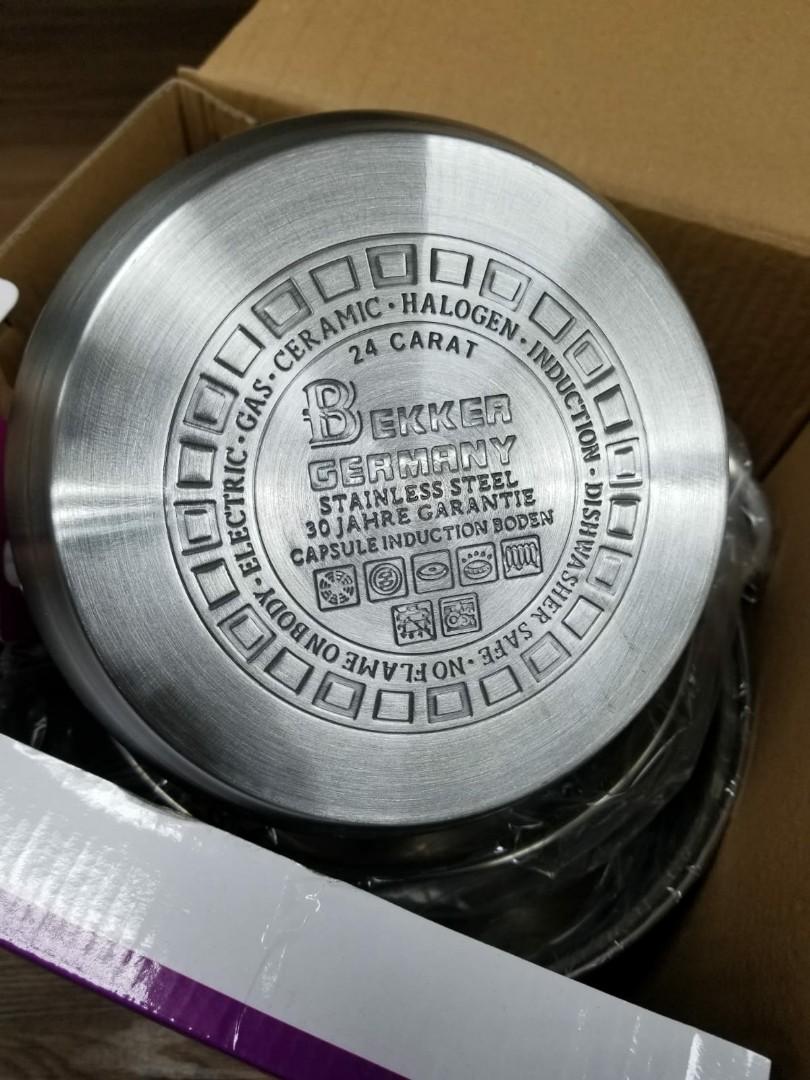 24 CARAT
BEKKER
GERMANY
STAINLESS STEEL
30 JAHRE GARANTIE
CAPSULE INDUCTION BODEN
ELECTRIC · GAS · CERAMIC · HALOGEN · INDUCTION · DISHWASHER SAFE · NO FLAME ON BODY ·